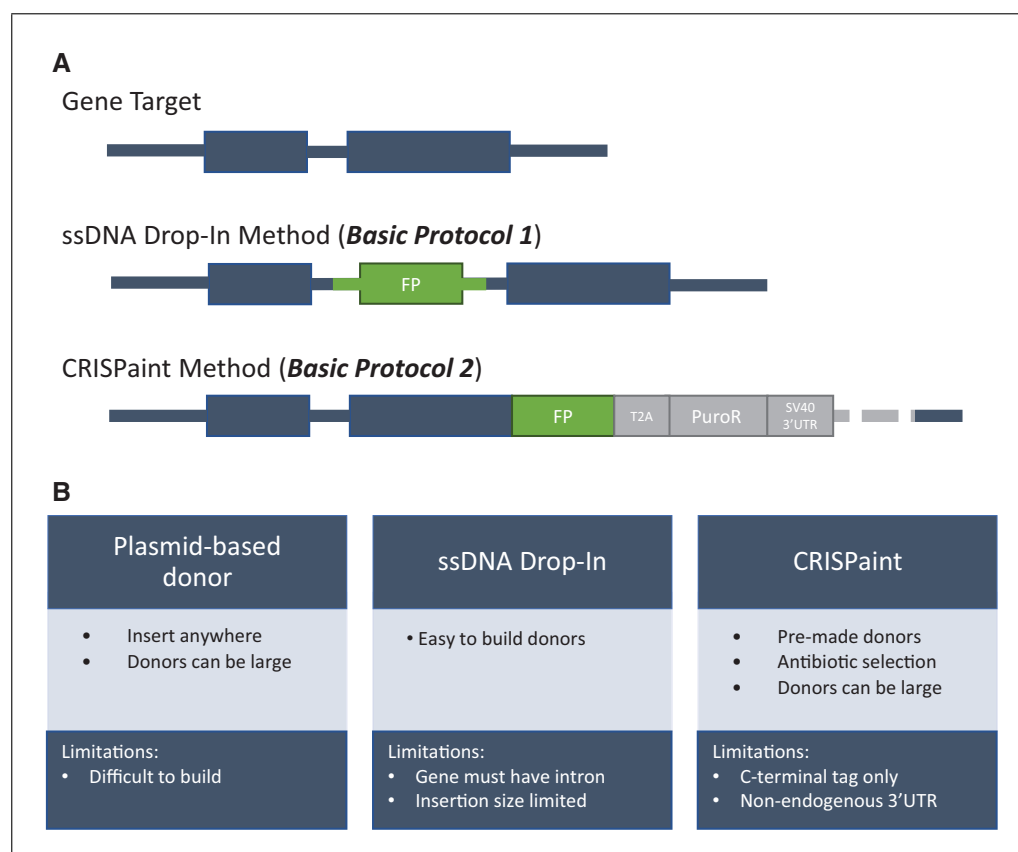 A
Gene Target
ssDNA Drop-In Method (Basic Protocol 1)
FP
CRISPaint Method (Basic Protocol 2)
FP
T2A
PuroR
SV40
3'UTR
B
Plasmid-based
donor
• Insert anywhere
• Donors can be large
Limitations:
• Difficult to build
ssDNA Drop-In
• Easy to build donors
Limitations:
• Gene must have intron
• Insertion size limited
CRISPaint
• Pre-made donors
• Antibiotic selection
• Donors can be large
Limitations:
• C-terminal tag only
• Non-endogenous 3'UTR